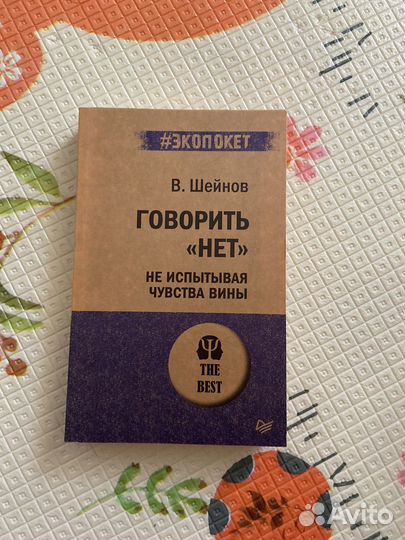 #ЭКОПОКЕТ
В. Шейнов
ГОВОРИТЬ
«НЕТ»
НЕ ИСПЫТЫВАЯ
ЧУВСТВА ВИНЫ
THE
BEST
Avito